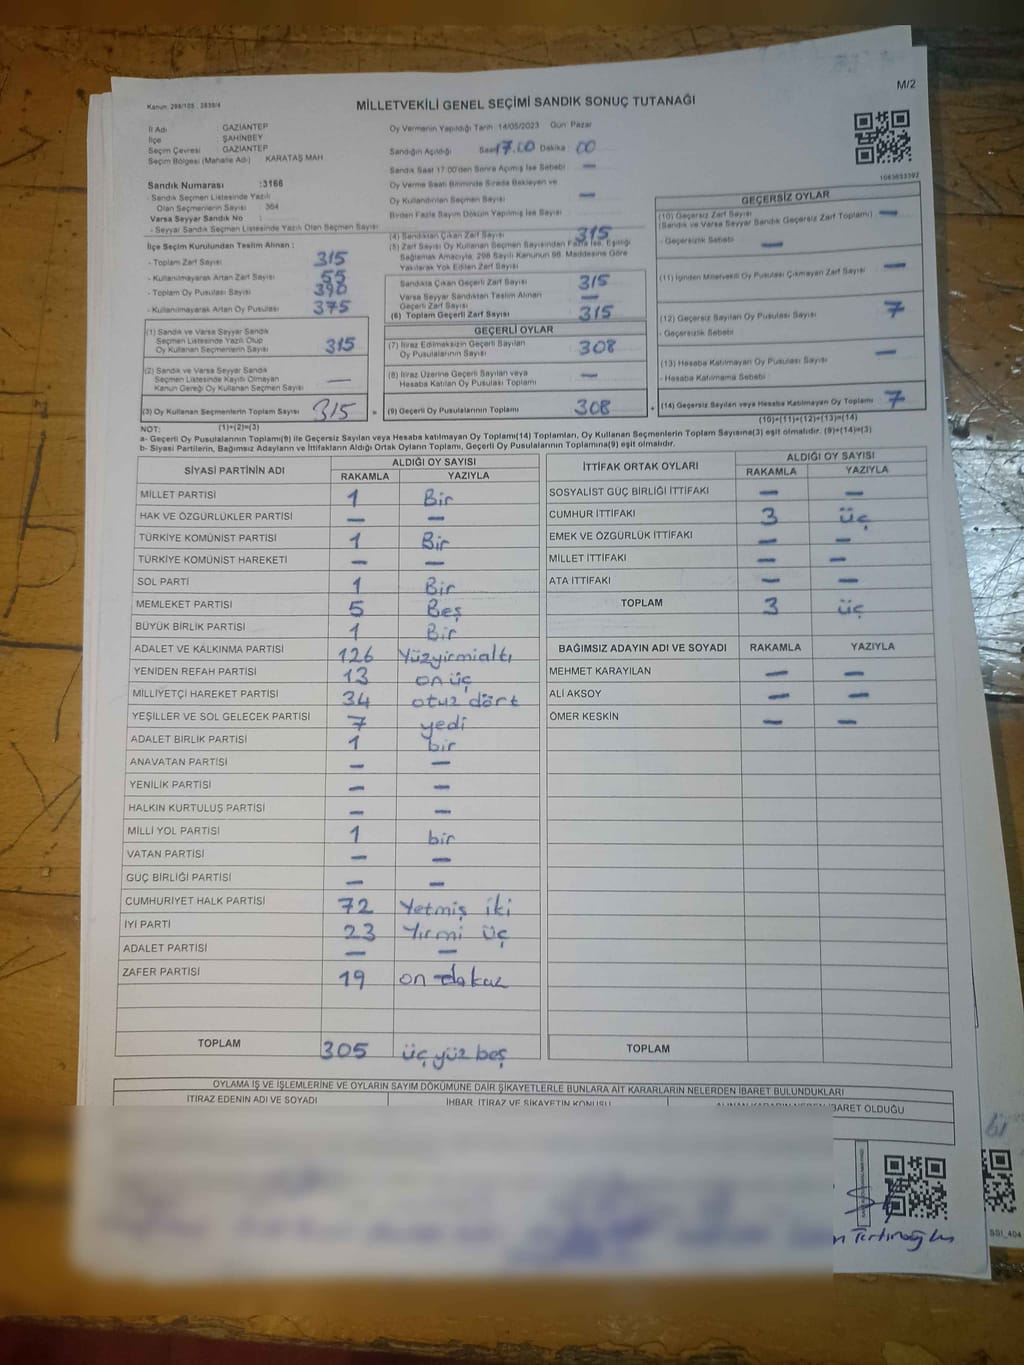 M/2
Kanun: 298/105 , 2839/4
MİLLETVEKİLİ GENEL SEÇİMİ SANDIK SONUÇ TUTANAĞI
İl Adı GAZİANTEP
İlçe ŞAHİNBEY
Seçim Çevresi GAZİANTEP
Seçim Bölgesi (Mahalle Adı) KARATAŞ MAH
Sandık Numarası :3166
- Sandık Seçmen Listesinde Yazılı
Olan Seçmenlerin Sayısı 364
Varsa Seyyar Sandık No :
- Seyyar Sandık Seçmen Listesinde Yazılı Olan Seçmen Sayısı
İlçe Seçim Kurulundan Teslim Alınan :
- Toplam Zarf Sayısı
- Kullanılmayarak Artan Zarf Sayısı 55
- Toplam Oy Pusulası Sayısı 390
- Kullanılmayarak Artan Oy Pusulası 375
315
(1) Sandık ve Varsa Seyyar Sandık
Seçmen Listesinde Yazılı Olup
Oy Kullanan Seçmenlerin Sayısı 315
(2) Sandık ve Varsa Seyyar Sandık
Seçmen Listesinde Kayıtlı Olmayan
Kanun Gereği Oy Kullanan Seçmen Sayısı —
(3) Oy Kullanan Seçmenlerin Toplam Sayısı 315 =
Oy Vermenin Yapıldığı Tarih :14/05/2023 Gün: Pazar
Sandığın Açıldığı Saat 17.00 Dakika : 00
Sandık Saat 17:00'den Sonra Açılmış İse Sebebi —
Oy Verme Saati Bitiminde Sırada Bekleyen ve
Oy Kullandırılan Seçmen Sayısı —
Birden Fazla Sayım Döküm Yapılmış İse Sayısı
(4) Sandıktan Çıkan Zarf Sayısı 315
(5) Zarf Sayısı Oy Kullanan Seçmen Sayısından Fazla İse, Eşitliği
Sağlamak Amacıyla, 298 Sayılı Kanunun 98. Maddesine Göre
Yakılarak Yok Edilen Zarf Sayısı
Sandıkta Çıkan Geçerli Zarf Sayısı 315
Varsa Seyyar Sandıktan Teslim Alınan
Geçerli Zarf Sayısı —
(6) Toplam Geçerli Zarf Sayısı 315
GEÇERLİ OYLAR
(7) İtiraz Edilmeksizin Geçerli Sayılan
Oy Pusulalarının Sayısı 308
(8) İtiraz Üzerine Geçerli Sayılan veya
Hesaba Katılan Oy Pusulası Toplamı —
(9) Geçerli Oy Pusulalarının Toplamı 308 +
1063633392
GEÇERSİZ OYLAR
(10) Geçersiz Zarf Sayısı —
(Sandık ve Varsa Seyyar Sandık Geçersiz Zarf Toplamı)
- Geçersizlik Sebebi —
(11) İçinden Milletvekili Oy Pusulası Çıkmayan Zarf Sayısı —
(12) Geçersiz Sayılan Oy Pusulası Sayısı 7
- Geçersizlik Sebebi:
(13) Hesaba Katılmayan Oy Pusulası Sayısı —
- Hesaba Katılmama Sebebi
(14) Geçersiz Sayılan veya Hesaba Katılmayan Oy Toplamı 7
(10)+(11)+(12)+(13)=(14)
NOT: (1)+(2)=(3)
a- Geçerli Oy Pusulalarının Toplamı(9) ile Geçersiz Sayılan veya Hesaba katılmayan Oy Toplamı(14) Toplamları, Oy Kullanan Seçmenlerin Toplam Sayısına(3) eşit olmalıdır. (9)+(14)=(3)
b- Siyasi Partilerin, Bağımsız Adayların ve İttifakların Aldığı Ortak Oyların Toplamı, Geçerli Oy Pusulalarının Toplamına(9) eşit olmalıdır.
SİYASİ PARTİNİN ADI ALDIĞI OY SAYISI
RAKAMLA YAZIYLA
MİLLET PARTİSİ 1 Bir
HAK VE ÖZGÜRLÜKLER PARTİSİ — —
TÜRKİYE KOMÜNİST PARTİSİ 1 Bir
TÜRKİYE KOMÜNİST HAREKETİ — —
SOL PARTİ 1 Bir
MEMLEKET PARTİSİ 5 Beş
BÜYÜK BİRLİK PARTİSİ 1 Bir
ADALET VE KALKINMA PARTİSİ 126 Yüzyirmialtı
YENİDEN REFAH PARTİSİ 13 on üç
MİLLİYETÇİ HAREKET PARTİSİ 34 otuz dört
YEŞİLLER VE SOL GELECEK PARTİSİ 7 yedi
ADALET BİRLİK PARTİSİ 1 bir
ANAVATAN PARTİSİ — —
YENİLİK PARTİSİ — —
HALKIN KURTULUŞ PARTİSİ — —
MİLLİ YOL PARTİSİ 1 bir
VATAN PARTİSİ — —
GÜÇ BİRLİĞİ PARTİSİ — —
CUMHURİYET HALK PARTİSİ 72 Yetmiş iki
İYİ PARTİ 23 Yirmi üç
ADALET PARTİSİ — —
ZAFER PARTİSİ 19 on dokuz
TOPLAM 305 üç yüz beş
İTTİFAK ORTAK OYLARI ALDIĞI OY SAYISI
RAKAMLA YAZIYLA
SOSYALİST GÜÇ BİRLİĞİ İTTİFAKI — —
CUMHUR İTTİFAKI 3 üç
EMEK VE ÖZGÜRLÜK İTTİFAKI — —
MİLLET İTTİFAKI — —
ATA İTTİFAKI — —
TOPLAM 3 üç
BAĞIMSIZ ADAYIN ADI VE SOYADI RAKAMLA YAZIYLA
MEHMET KARAYILAN — —
ALİ AKSOY — —
ÖMER KESKİN — —
TOPLAM
OYLAMA İŞ VE İŞLEMLERİNE VE OYLARIN SAYIM DÖKÜMÜNE DAİR ŞİKAYETLERLE BUNLARA AİT KARARLARIN NELERDEN İBARET BULUNDUKLARI
İTİRAZ EDENİN ADI VE SOYADI İHBAR, İTİRAZ VE ŞİKAYETİN KONUSU ALINAN KARARIN NEDEN İBARET OLDUĞU
SSI_404